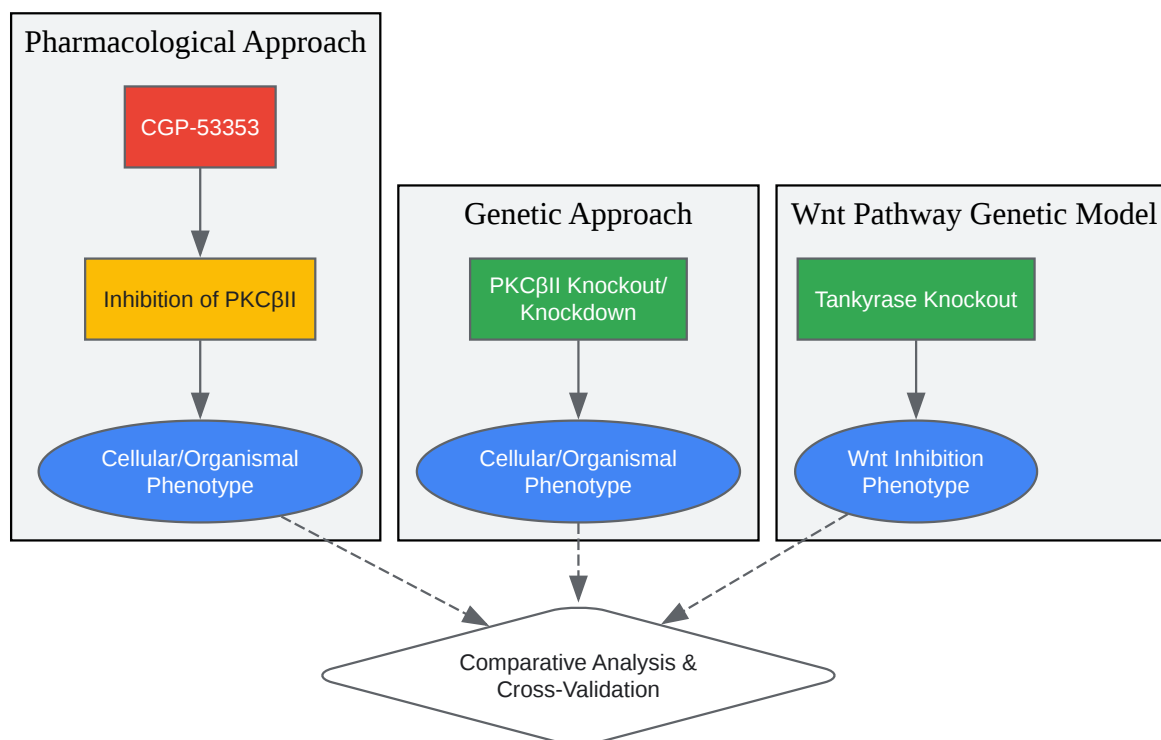 Pharmacological Approach
CGP-53353
Inhibition of PKCβII
Cellular/Organismal
Phenotype
Genetic Approach
PKCβII Knockout/
Knockdown
Cellular/Organismal
Phenotype
Wnt Pathway Genetic Model
Tankyrase Knockout
Wnt Inhibition
Phenotype
Comparative Analysis &
Cross-Validation